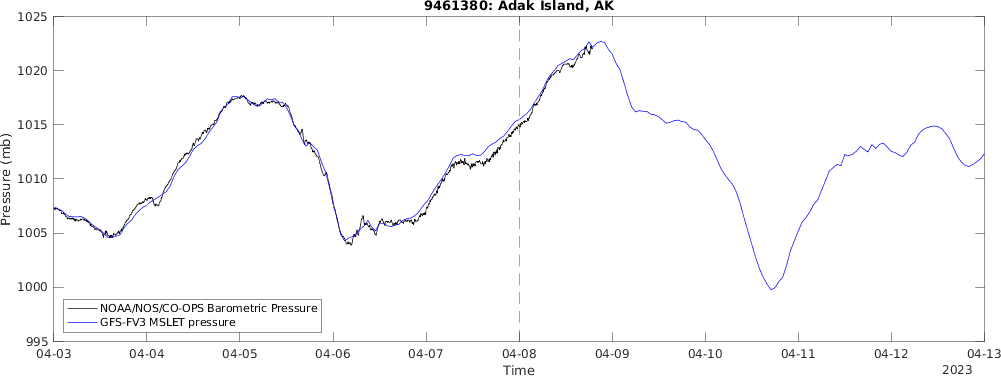 9461380: Adak Island, AK
1025
1020
1015
1010
1005
1000
995
Pressure (mb)
NOAA/NOS/CO-OPS Barometric Pressure
GFS-FV3 MSLET pressure
04-03 04-04 04-05 04-06 04-07 04-08 04-09 04-10 04-11 04-12 04-13
Time
2023